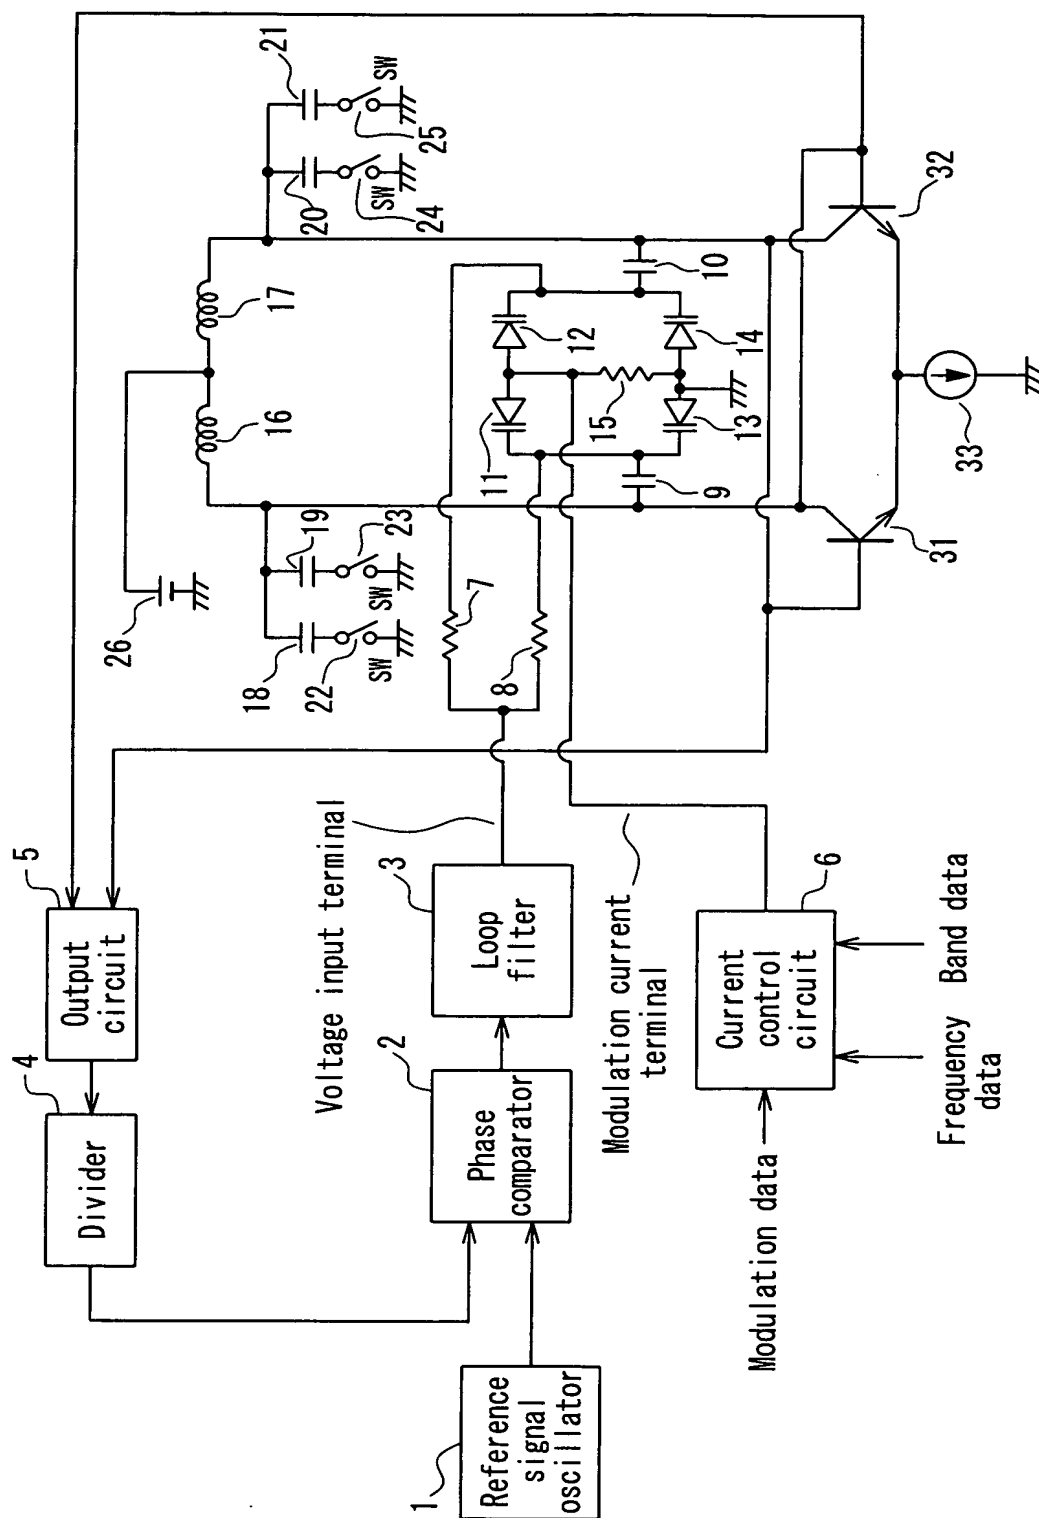 1
Reference
signal
oscillator
2
Phase
comparator
3
Loop
filter
4
Divider
5
Output
circuit
6
Current
control
circuit
Voltage input terminal
Modulation current
terminal
Modulation data
Frequency
data
Band data
7
8
9
10
11
12
13
14
15
16
17
18
19
20
21
22
23
24
25
26
SW
SW
SW
SW
31
32
33